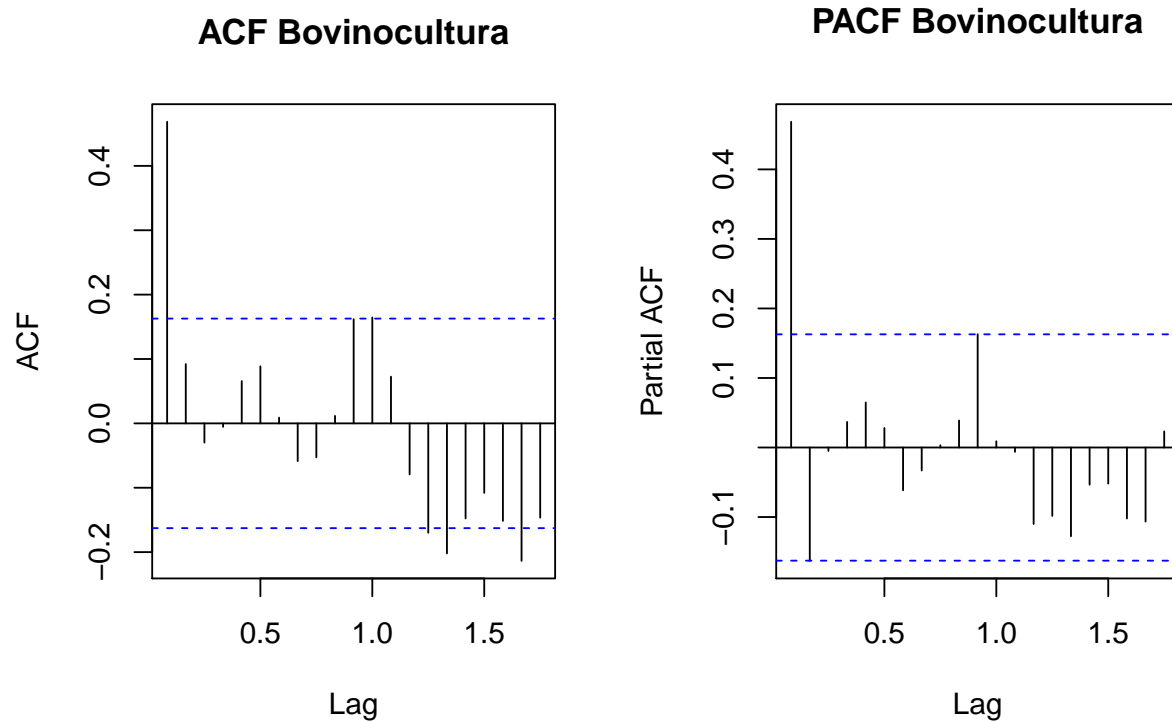 ACF Bovinocultura
ACF
0.4
0.2
0.0
−0.2
0.5 1.0 1.5
Lag
PACF Bovinocultura
Partial ACF
0.4
0.3
0.2
0.1
−0.1
0.5 1.0 1.5
Lag